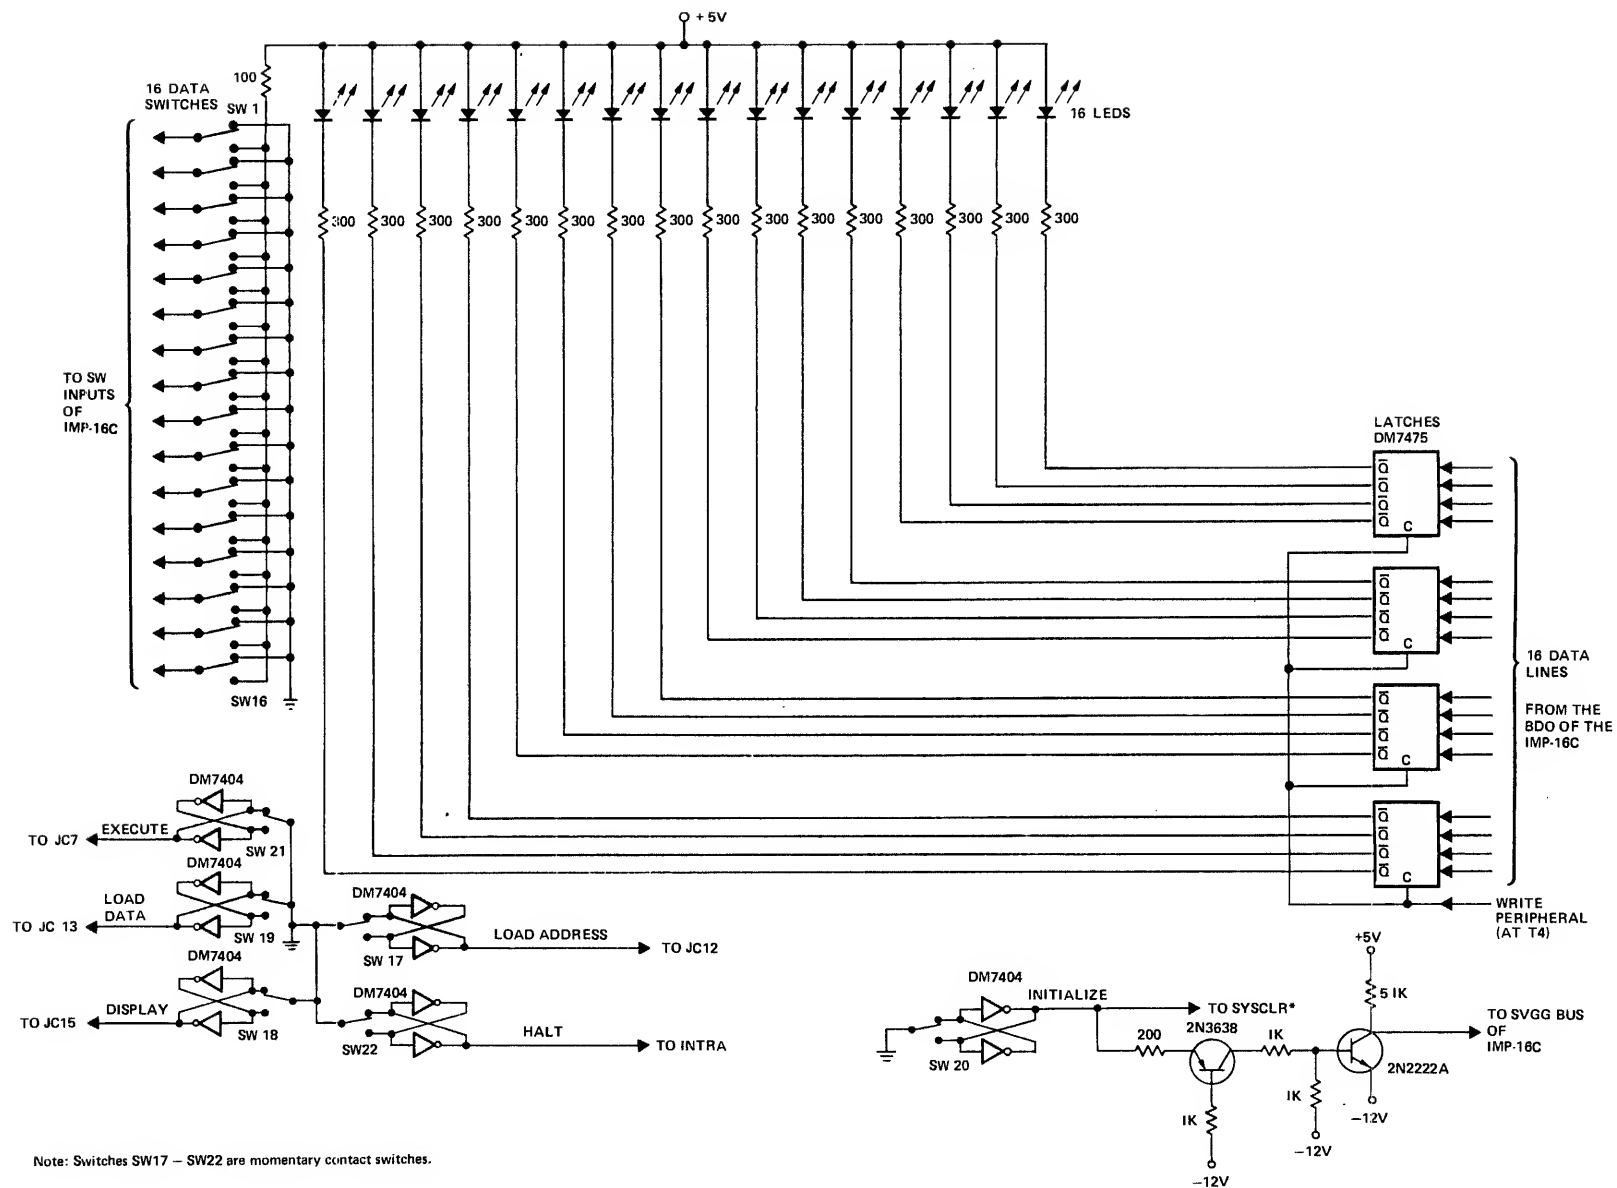 +5V
100
16 DATA
SWITCHES
SW 1
16 LEDS
300 300 300 300 300 300 300 300 300 300 300 300 300 300 300 300
TO SW
INPUTS
OF
IMP-16C
LATCHES
DM7475
Q̅
Q̅
Q̅
Q̅
C
Q̅
Q̅
Q̅
Q̅
C
16 DATA
LINES
FROM THE
BDO OF THE
IMP-16C
Q̅
Q̅
Q̅
Q̅
C
Q̅
Q̅
Q̅
Q̅
C
WRITE
PERIPHERAL
(AT T4)
SW16
DM7404
TO JC7
EXECUTE
SW 21
DM7404
LOAD
DATA
TO JC 13
SW 19
DM7404
DISPLAY
TO JC15
SW 18
DM7404
LOAD ADDRESS
TO JC12
SW 17
DM7404
HALT
TO INTRA
SW22
DM7404
INITIALIZE
TO SYSCLR*
SW 20
200
2N3638
1K
1K
-12V
1K
-12V
+5V
5 1K
TO SVGG BUS
OF
IMP-16C
2N2222A
-12V
Note: Switches SW17 – SW22 are momentary contact switches.